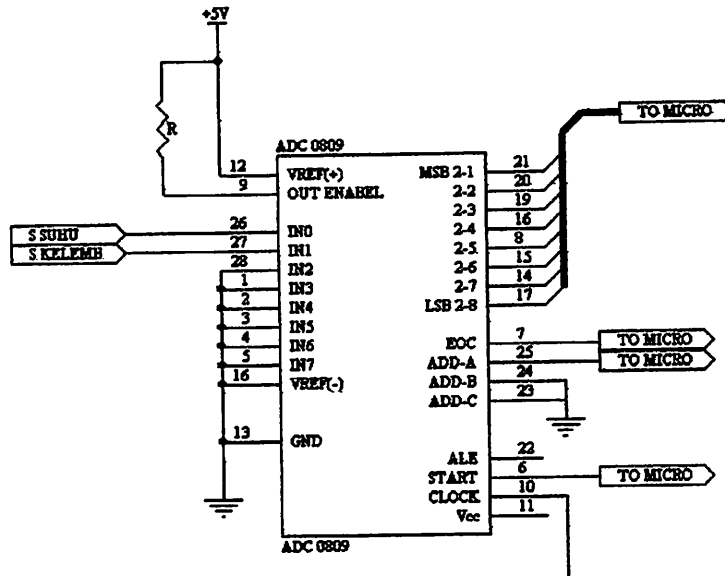 +5V
R
ADC 0809
12 VREF(+)
9 OUT ENABEL
S SUHU 26 IN0
S KELEMB 27 IN1
28 IN2
1 IN3
2 IN4
3 IN5
4 IN6
5 IN7
16 VREF(-)
13 GND
MSB 2-1 21
2-2 20
2-3 19
2-4 16
2-5 8
2-6 15
2-7 14
LSB 2-8 17
TO MICRO
EOC 7 TO MICRO
ADD-A 25 TO MICRO
ADD-B 24
ADD-C 23
ALE 22
START 6 TO MICRO
CLOCK 10
Vcc 11
ADC 0809